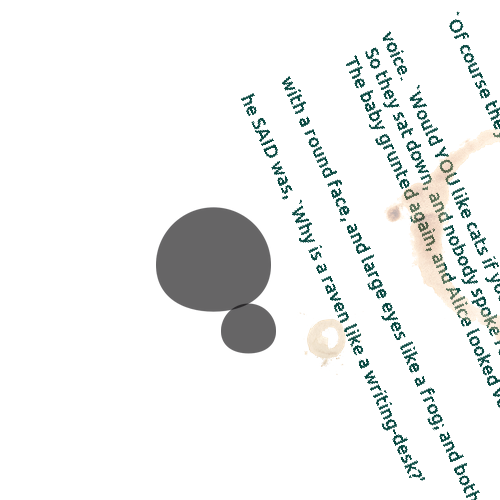 `Of course they
voice. `Would YOU like cats if you
So they sat down, and nobody spoke
The baby grunted again, and Alice looked
with a round face, and large eyes like a frog; and both
he SAID was, `Why is a raven like a writing-desk?'